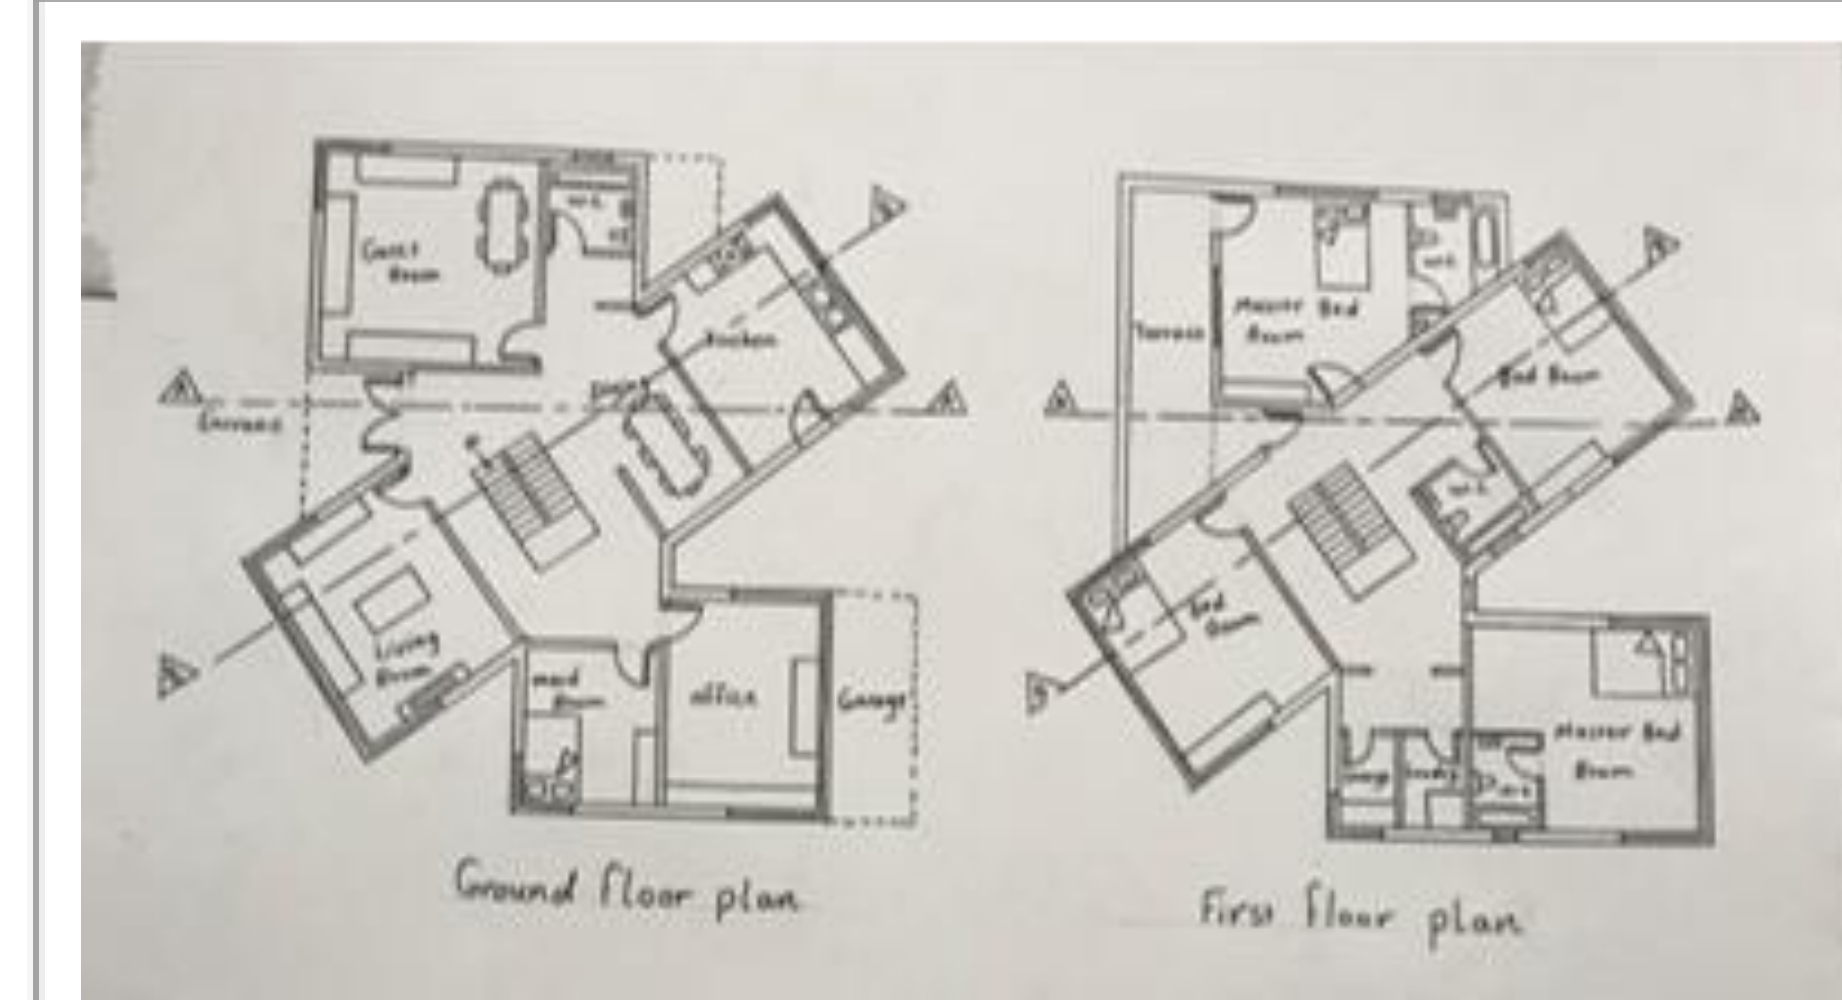 Guest
Room
W.C
Kitchen
Dining
Entrance
A
A
Living
Room
maid
Room
office
Garage
Ground floor plan
Terrace
Master Bed
Room
W.C
Bed Room
W.C
Bed
Room
Master Bed
Room
W.C
First floor plan